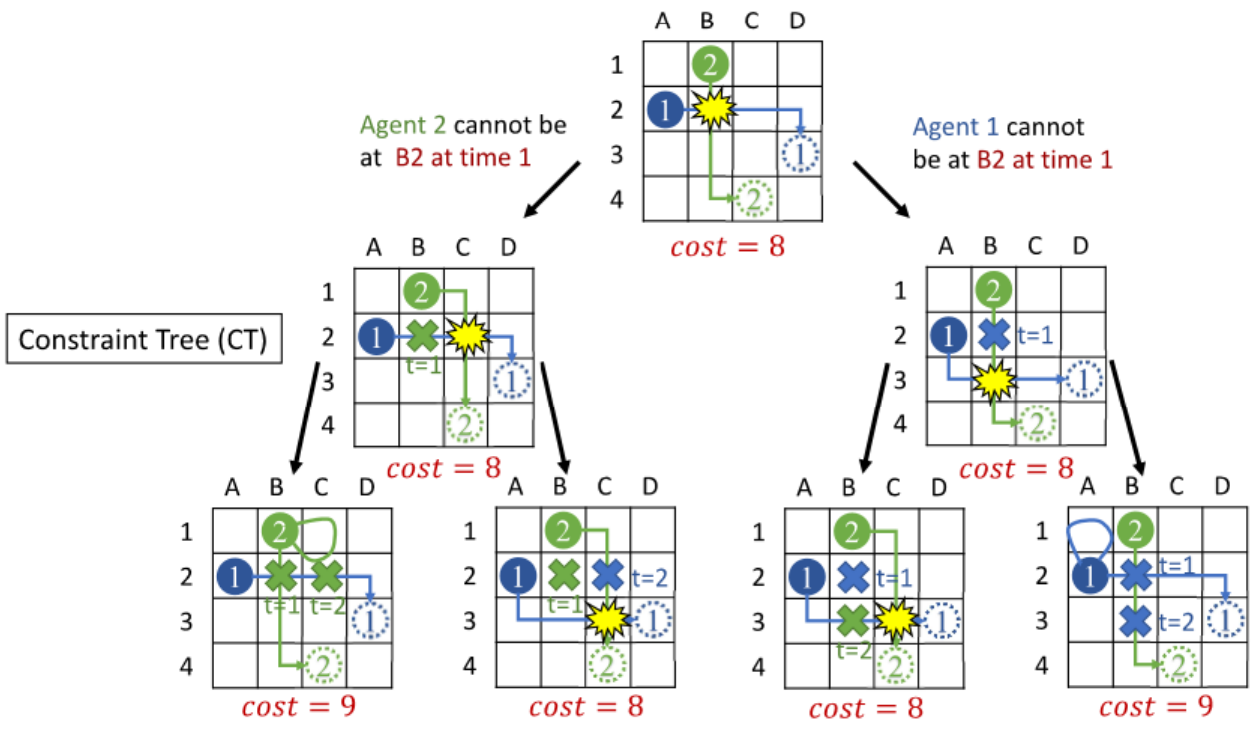 A B C D
1 2
Agent 2 cannot be
at B2 at time 1
Agent 1 cannot
be at B2 at time 1
2 1
3 1
4 2
cost = 8
Constraint Tree (CT)
A B C D
1 2
2 1
t=1
3 1
4 2
cost = 8
A B C D
1 2
2 1 t=1
3 1
4 2
cost = 8
A B C D
1 2
2 1
t=1 t=2
3 1
4 2
cost = 9
A B C D
1 2
2 1 t=2
t=1
3 1
4 2
cost = 8
A B C D
1 2
2 1 t=1
3 1
t=2
4 2
cost = 8
A B C D
1 2
2 1 t=1
3 t=2 1
4 2
cost = 9